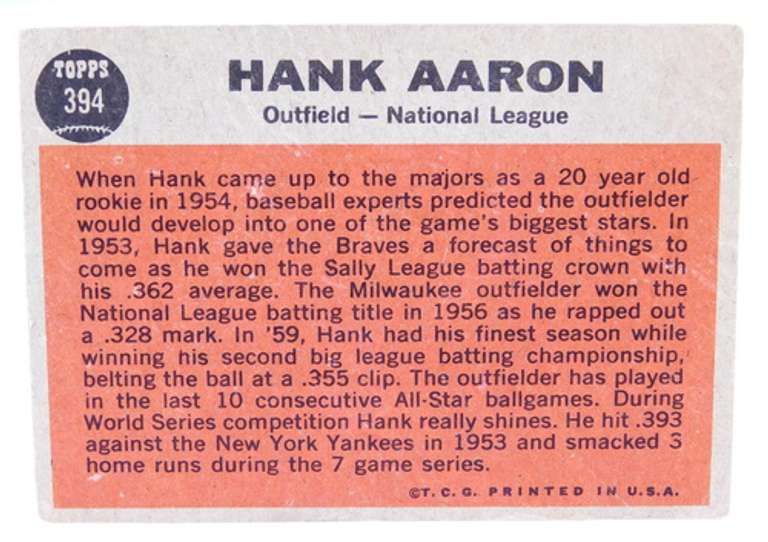 TOPPS
394
HANK AARON
Outfield — National League
When Hank came up to the majors as a 20 year old
rookie in 1954, baseball experts predicted the outfielder
would develop into one of the game's biggest stars. In
1953, Hank gave the Braves a forecast of things to
come as he won the Sally League batting crown with
his .362 average. The Milwaukee outfielder won the
National League batting title in 1956 as he rapped out
a .328 mark. In '59, Hank had his finest season while
winning his second big league batting championship,
belting the ball at a .355 clip. The outfielder has played
in the last 10 consecutive All-Star ballgames. During
World Series competition Hank really shines. He hit .393
against the New York Yankees in 1953 and smacked 3
home runs during the 7 game series.
©T. C. G. PRINTED IN U.S.A.